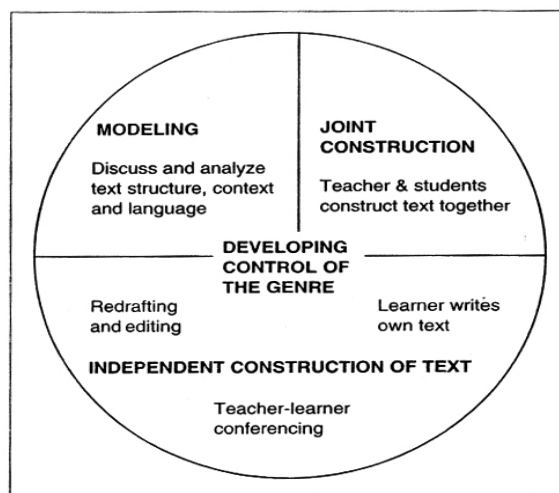 MODELING
Discuss and analyze
text structure, context
and language
JOINT
CONSTRUCTION
Teacher & students
construct text together
DEVELOPING
CONTROL OF
THE GENRE
Redrafting
and editing
Learner writes
own text
INDEPENDENT CONSTRUCTION OF TEXT
Teacher-learner
conferencing